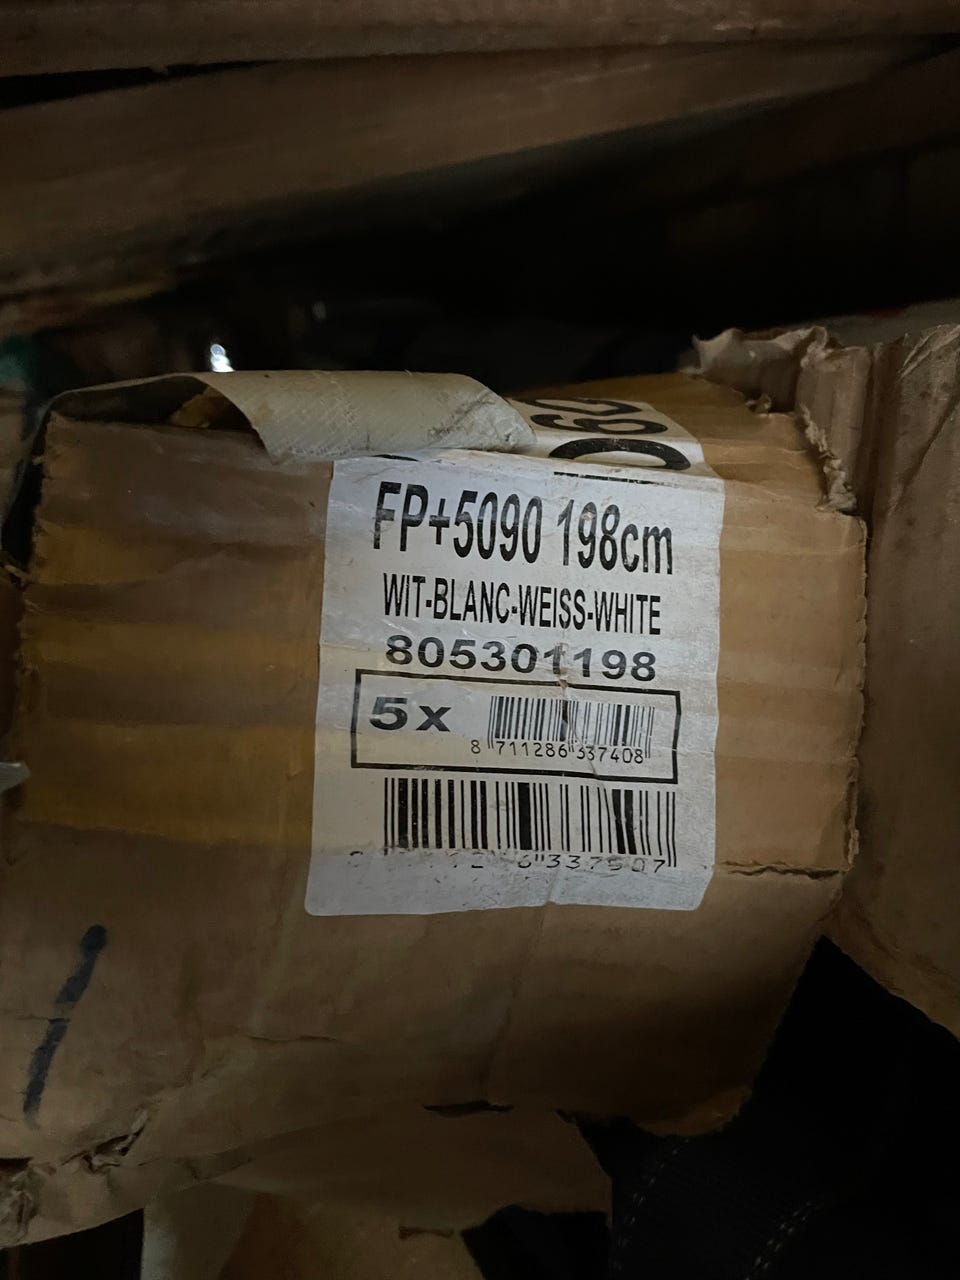 FP+5090 198cm
WIT-BLANC-WEISS-WHITE
805301198
5x
8 711286 337408